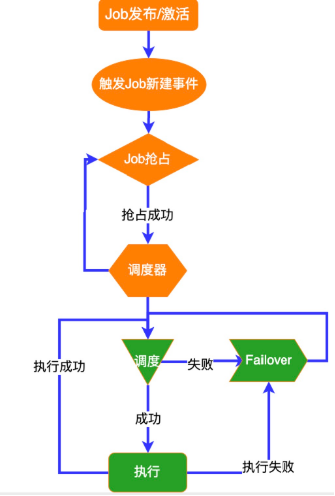 Job发布/激活
触发Job新建事件
Job抢占
抢占成功
调度器
调度
失败
Failover
执行成功
成功
执行
执行失败